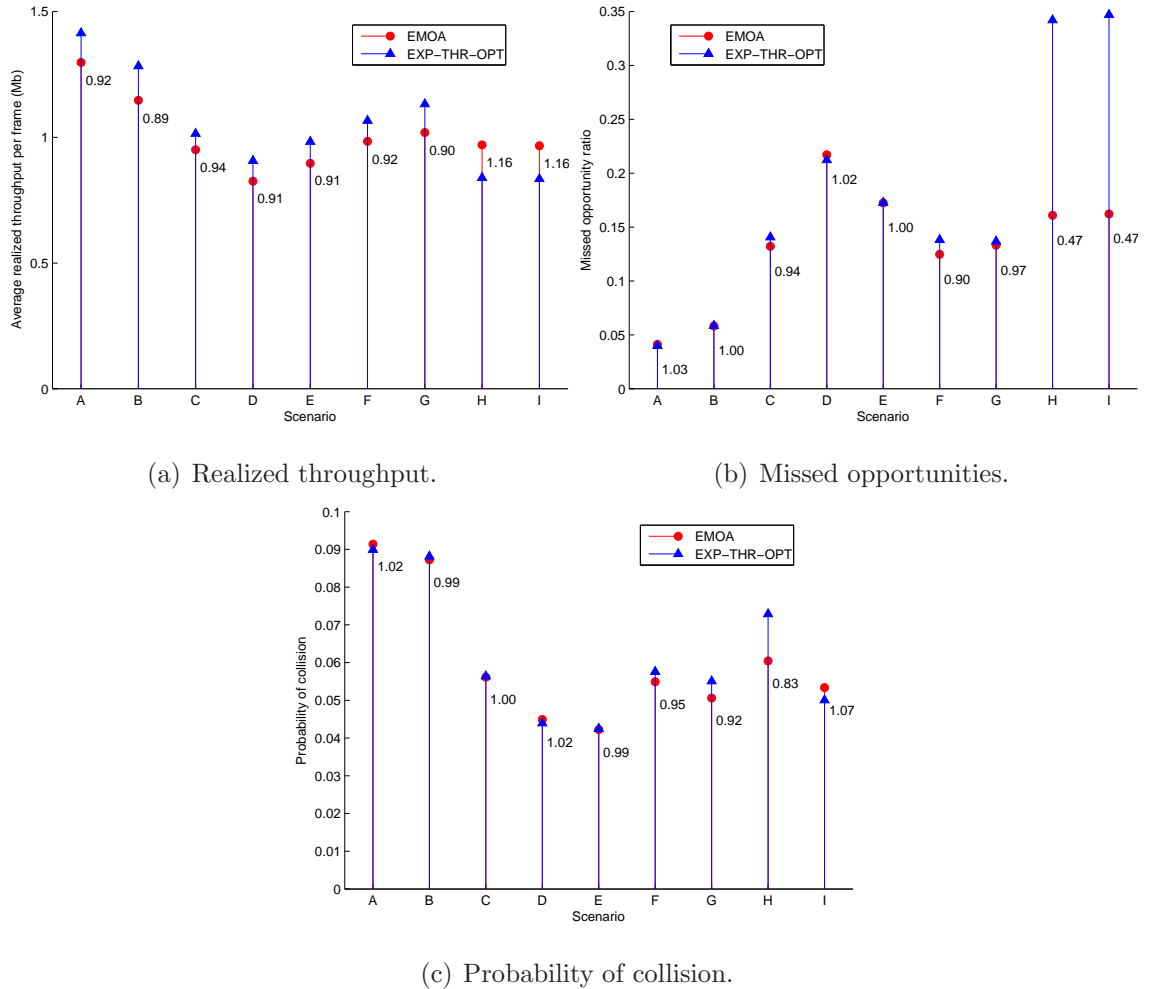 Average realized throughput per frame (Mb)
1.5
1
0.5
0
EMOA
EXP−THR−OPT
0.92
0.89
0.94
0.91
0.91
0.92
0.90
1.16
1.16
A B C D E F G H I
Scenario
(a) Realized throughput.
Missed opportunity ratio
0.35
0.3
0.25
0.2
0.15
0.1
0.05
0
EMOA
EXP−THR−OPT
1.03
1.00
0.94
1.02
1.00
0.90
0.97
0.47
0.47
A B C D E F G H I
Scenario
(b) Missed opportunities.
Probability of collision
0.1
0.09
0.08
0.07
0.06
0.05
0.04
0.03
0.02
0.01
0
EMOA
EXP−THR−OPT
1.02
0.99
1.00
1.02
0.99
0.95
0.92
0.83
1.07
A B C D E F G H I
Scenario
(c) Probability of collision.